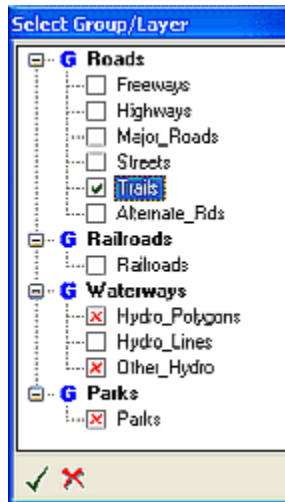 Select Group/Layer
G Roads
Freeways
Highways
Major_Roads
Streets
Trails
Alternate_Rds
G Railroads
Railroads
G Waterways
Hydro_Polygons
Hydro_Lines
Other_Hydro
G Parks
Parks